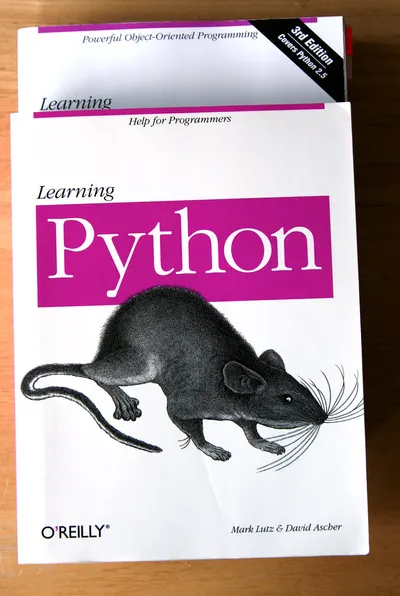 Powerful Object-Oriented Programming
3rd Edition
Covers Python 2.5
Learning
Help for Programmers
Learning
Python
O'REILLY®
Mark Lutz & David Ascher